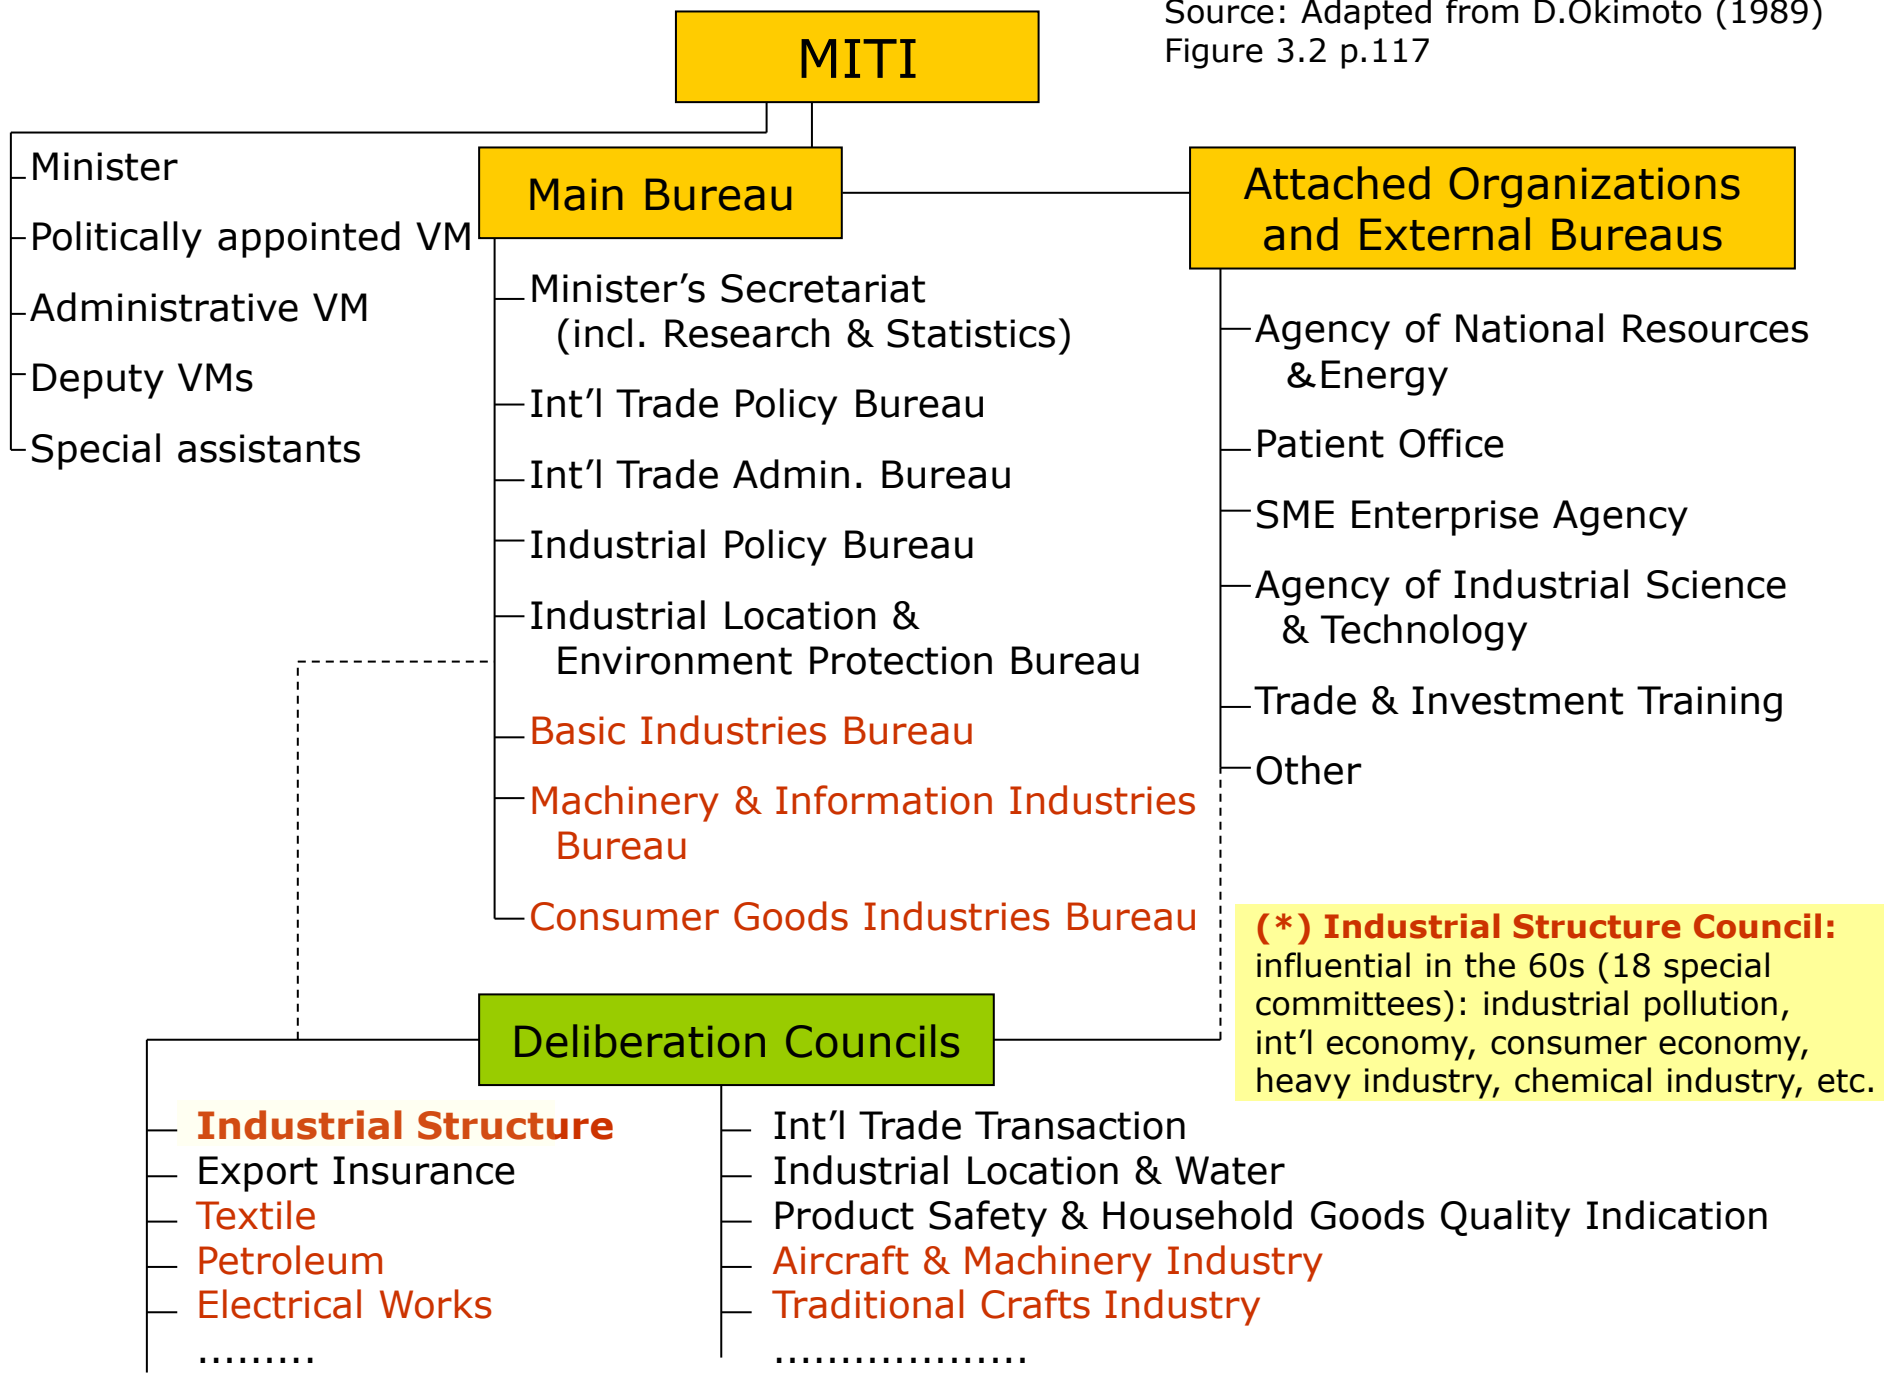 Source: Adapted from D.Okimoto (1989)
Figure 3.2 p.117
MITI
Minister
Politically appointed VM
Administrative VM
Deputy VMs
Special assistants
Main Bureau
Minister’s Secretariat
(incl. Research & Statistics)
Int’l Trade Policy Bureau
Int’l Trade Admin. Bureau
Industrial Policy Bureau
Industrial Location &
Environment Protection Bureau
Basic Industries Bureau
Machinery & Information Industries
Bureau
Consumer Goods Industries Bureau
Attached Organizations
and External Bureaus
Agency of National Resources
&Energy
Patient Office
SME Enterprise Agency
Agency of Industrial Science
& Technology
Trade & Investment Training
Other
(*) Industrial Structure Council:
influential in the 60s (18 special
committees): industrial pollution,
int’l economy, consumer economy,
heavy industry, chemical industry, etc.
Deliberation Councils
Industrial Structure
Export Insurance
Textile
Petroleum
Electrical Works
.........
Int’l Trade Transaction
Industrial Location & Water
Product Safety & Household Goods Quality Indication
Aircraft & Machinery Industry
Traditional Crafts Industry
...................